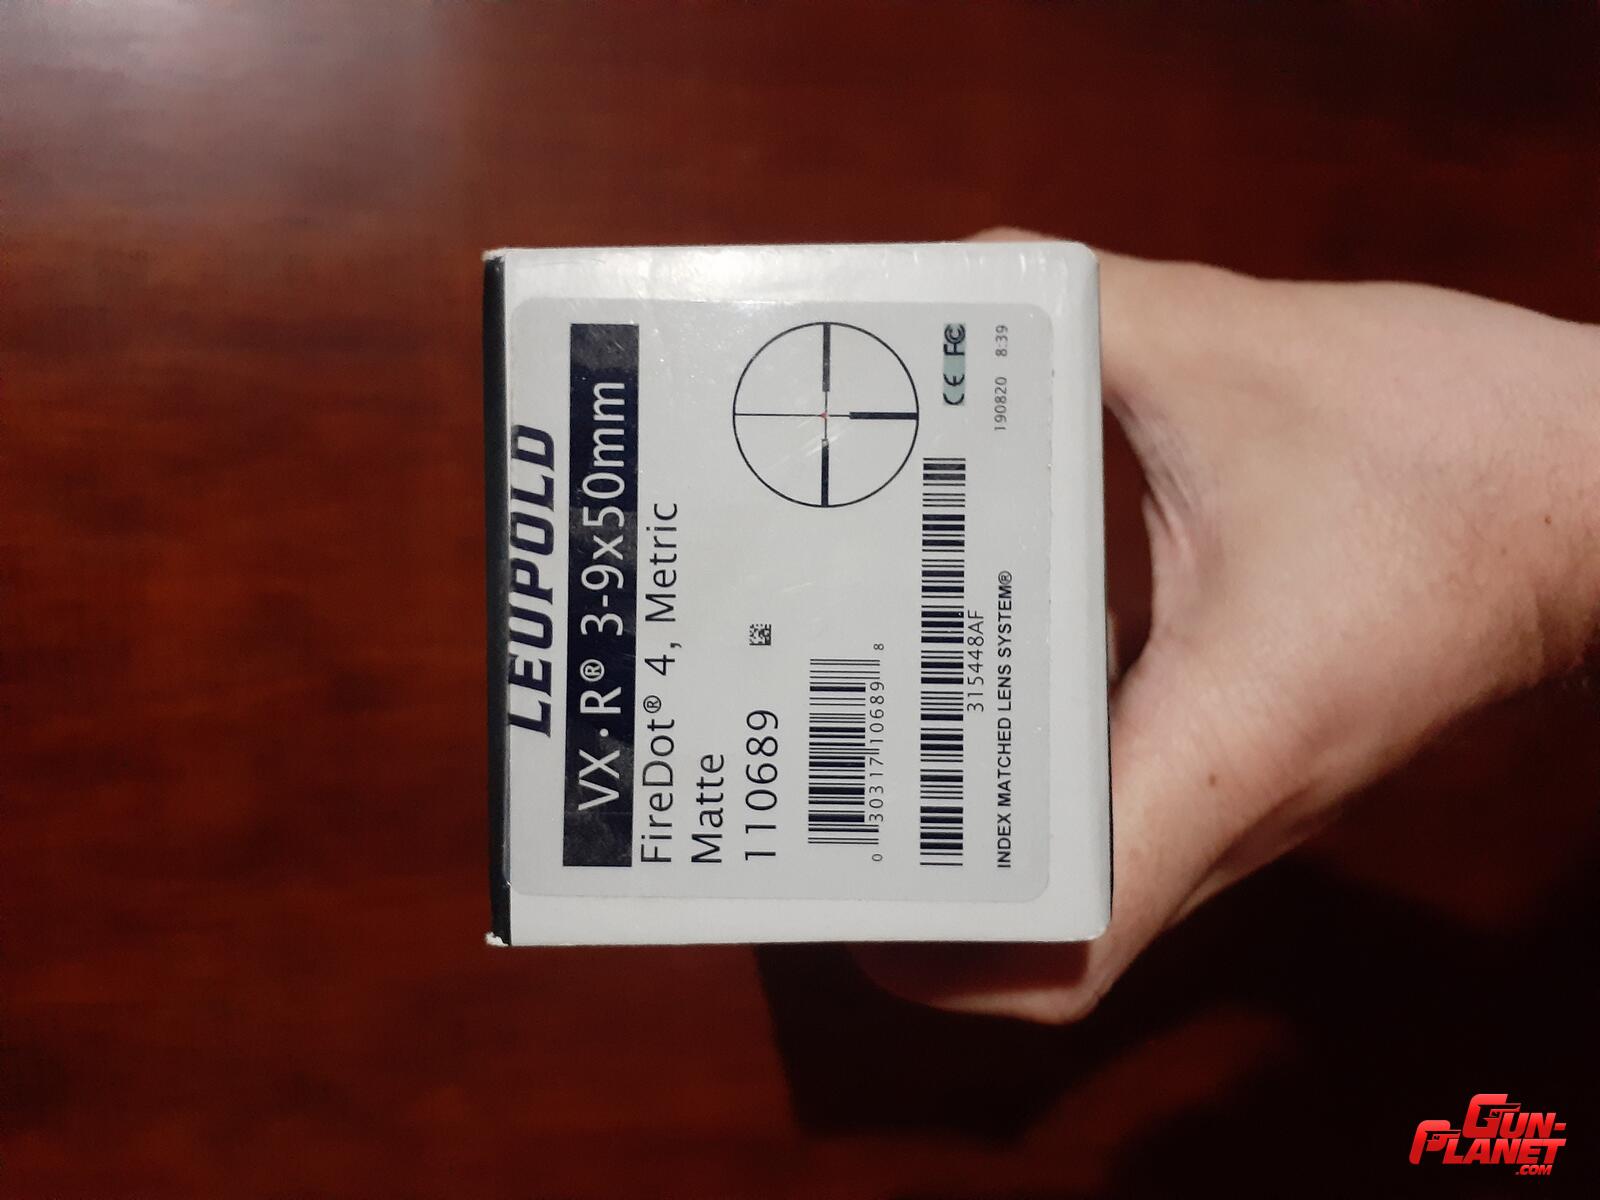 LEUPOLD
VX·R® 3-9x50mm
FireDot® 4, Metric
Matte
110689
0 30317 10689 8
315448AF
INDEX MATCHED LENS SYSTEM®
CE FC
190820 8:39
GUN-
PLANET
.COM